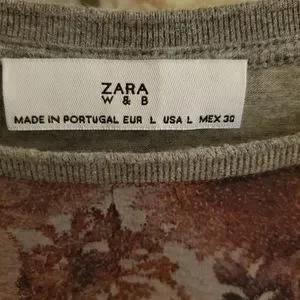 ZARA
W & B
MADE IN PORTUGAL EUR L USA L MEX 30